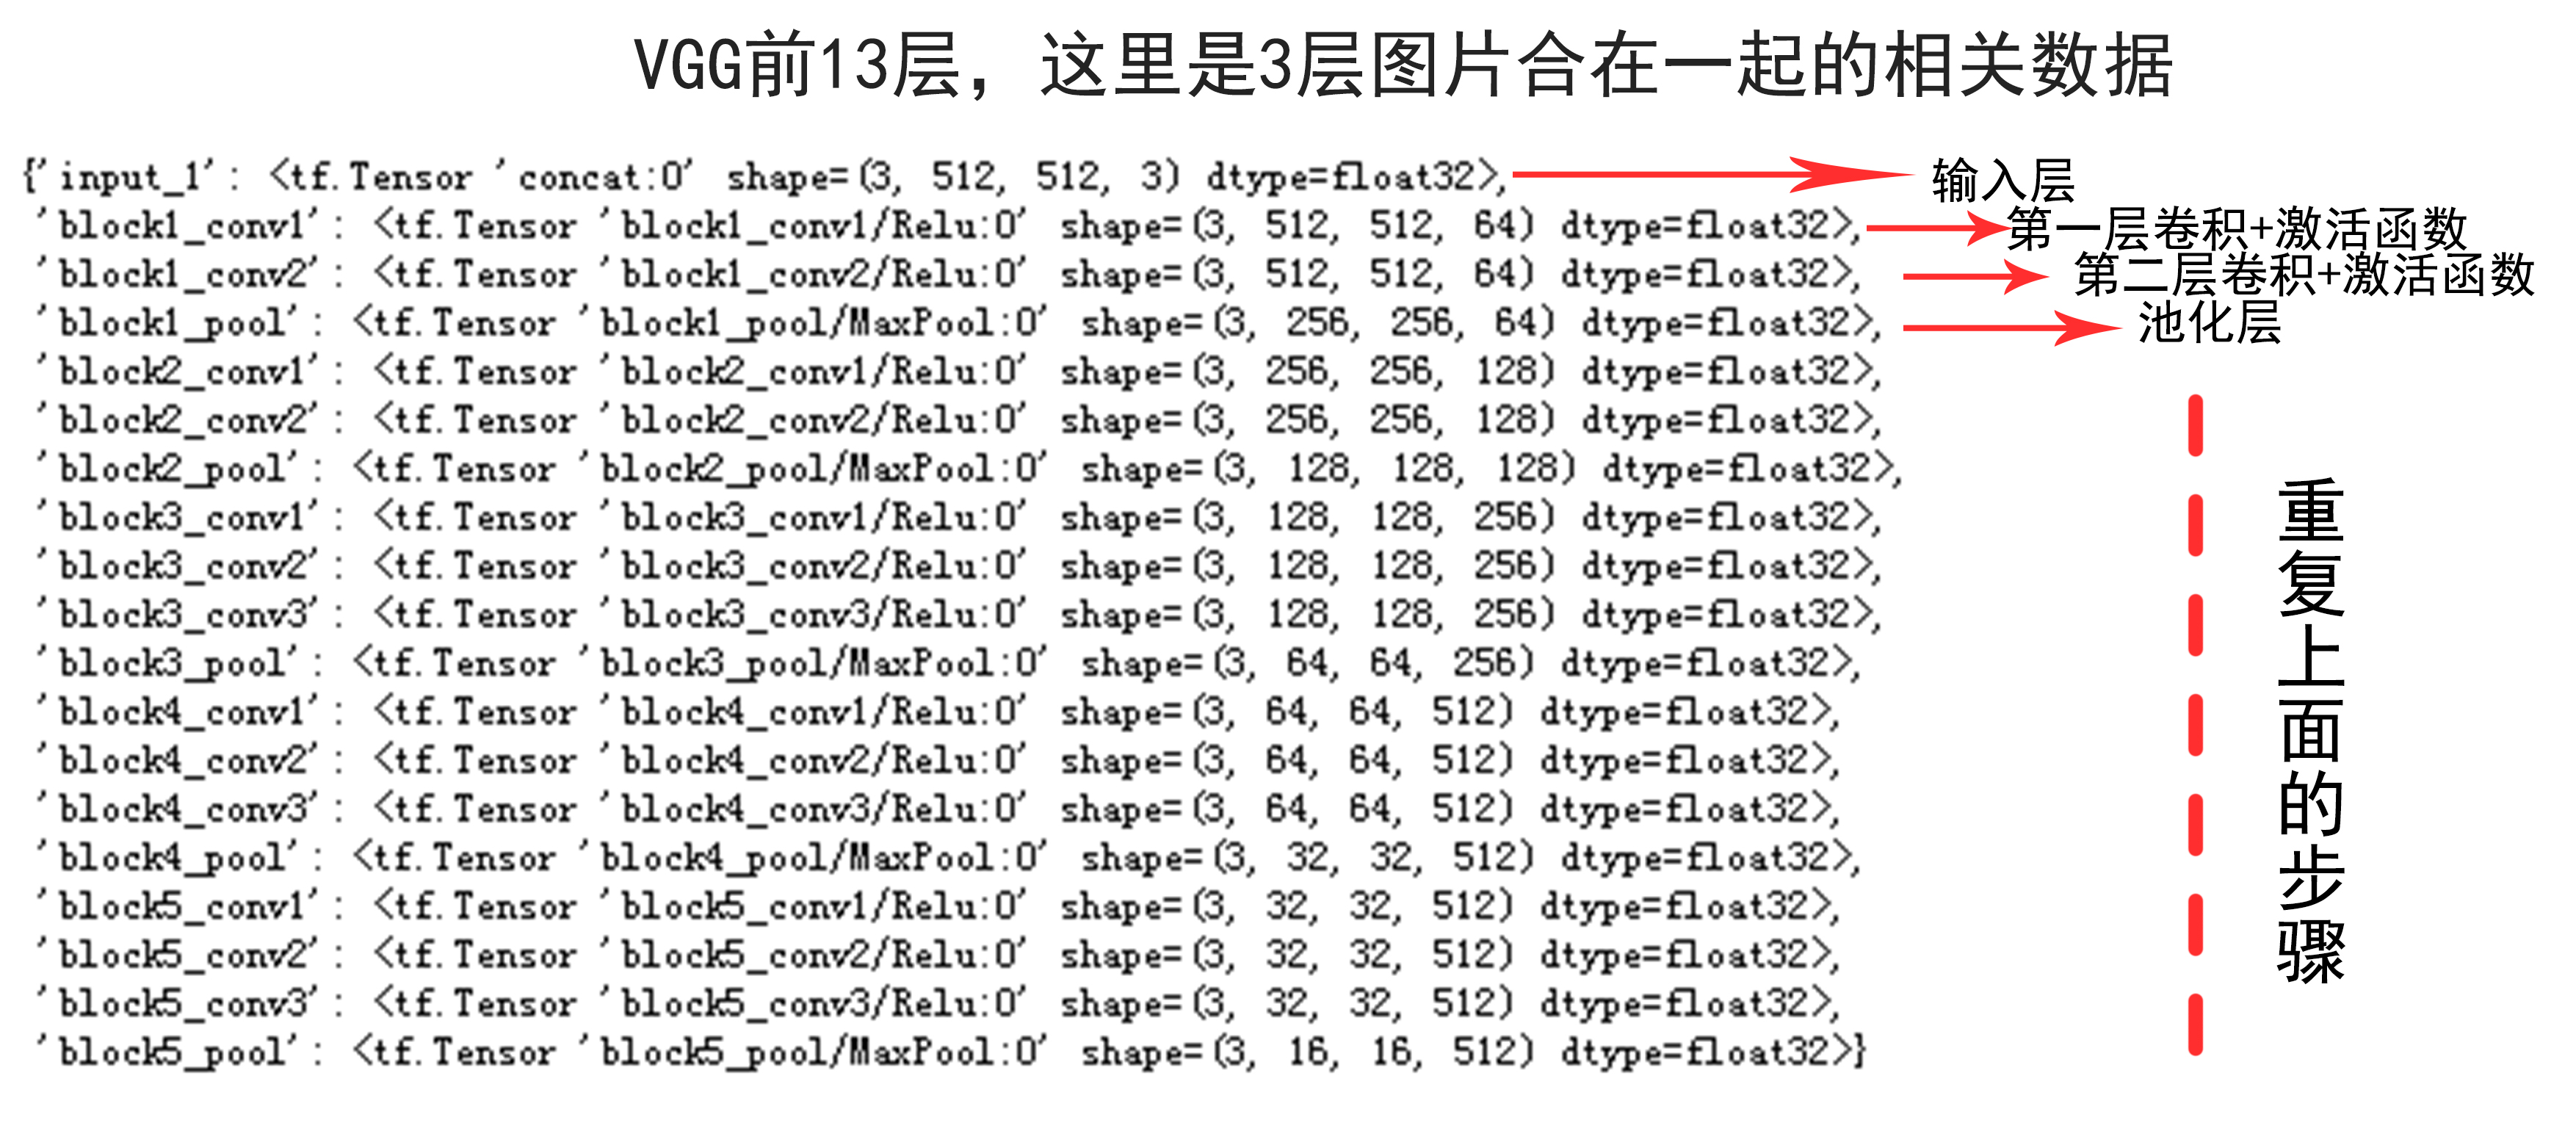 VGG前13层，这里是3层图片合在一起的相关数据
{'input_1': <tf.Tensor 'concat:0' shape=(3, 512, 512, 3) dtype=float32>, 输入层
'block1_conv1': <tf.Tensor 'block1_conv1/Relu:0' shape=(3, 512, 512, 64) dtype=float32>, 第一层卷积+激活函数
'block1_conv2': <tf.Tensor 'block1_conv2/Relu:0' shape=(3, 512, 512, 64) dtype=float32>, 第二层卷积+激活函数
'block1_pool': <tf.Tensor 'block1_pool/MaxPool:0' shape=(3, 256, 256, 64) dtype=float32>, 池化层
'block2_conv1': <tf.Tensor 'block2_conv1/Relu:0' shape=(3, 256, 256, 128) dtype=float32>,
'block2_conv2': <tf.Tensor 'block2_conv2/Relu:0' shape=(3, 256, 256, 128) dtype=float32>,
'block2_pool': <tf.Tensor 'block2_pool/MaxPool:0' shape=(3, 128, 128, 128) dtype=float32>,
'block3_conv1': <tf.Tensor 'block3_conv1/Relu:0' shape=(3, 128, 128, 256) dtype=float32>,
'block3_conv2': <tf.Tensor 'block3_conv2/Relu:0' shape=(3, 128, 128, 256) dtype=float32>,
'block3_conv3': <tf.Tensor 'block3_conv3/Relu:0' shape=(3, 128, 128, 256) dtype=float32>,
'block3_pool': <tf.Tensor 'block3_pool/MaxPool:0' shape=(3, 64, 64, 256) dtype=float32>,
'block4_conv1': <tf.Tensor 'block4_conv1/Relu:0' shape=(3, 64, 64, 512) dtype=float32>,
'block4_conv2': <tf.Tensor 'block4_conv2/Relu:0' shape=(3, 64, 64, 512) dtype=float32>,
'block4_conv3': <tf.Tensor 'block4_conv3/Relu:0' shape=(3, 64, 64, 512) dtype=float32>,
'block4_pool': <tf.Tensor 'block4_pool/MaxPool:0' shape=(3, 32, 32, 512) dtype=float32>,
'block5_conv1': <tf.Tensor 'block5_conv1/Relu:0' shape=(3, 32, 32, 512) dtype=float32>,
'block5_conv2': <tf.Tensor 'block5_conv2/Relu:0' shape=(3, 32, 32, 512) dtype=float32>,
'block5_conv3': <tf.Tensor 'block5_conv3/Relu:0' shape=(3, 32, 32, 512) dtype=float32>,
'block5_pool': <tf.Tensor 'block5_pool/MaxPool:0' shape=(3, 16, 16, 512) dtype=float32>}
重复上面的步骤